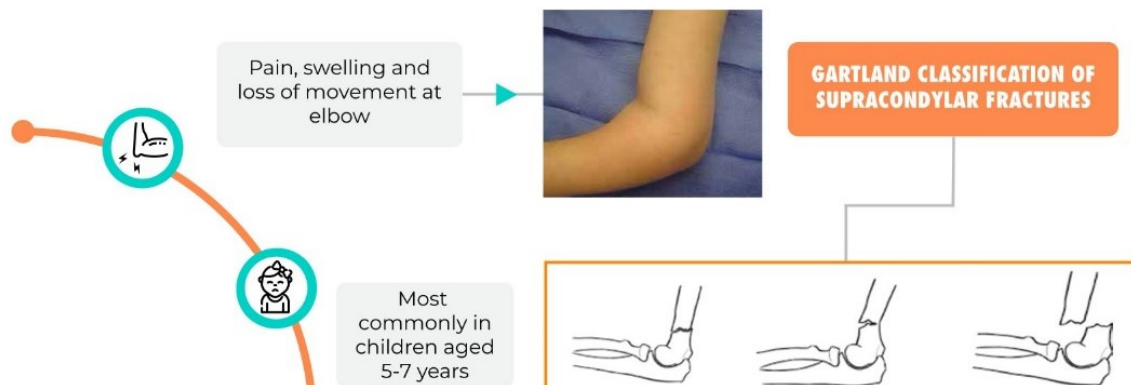 Pain, swelling and
loss of movement at
elbow
GARTLAND CLASSIFICATION OF
SUPRACONDYLAR FRACTURES
Most
commonly in
children aged
5-7 years